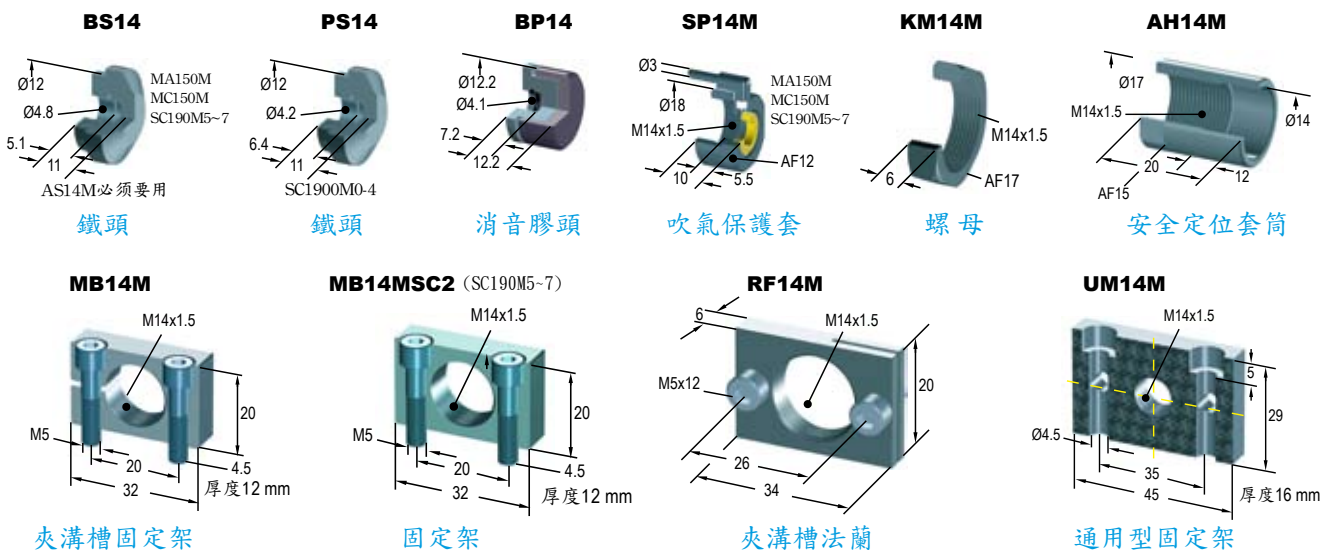 BS14
Ø12
Ø4.8
5.1
11
MA150M
MC150M
SC190M5~7
AS14M必须要用
鐵頭
PS14
Ø12
Ø4.2
6.4
11
SC1900M0-4
鐵頭
BP14
Ø12.2
Ø4.1
7.2
12.2
消音膠頭
SP14M
Ø3
Ø18
M14x1.5
MA150M
MC150M
SC190M5~7
AF12
10
5.5
吹氣保護套
KM14M
M14x1.5
6
AF17
螺母
AH14M
Ø17
M14x1.5
Ø14
20
12
AF15
安全定位套筒
MB14M
M14x1.5
20
M5
20
4.5
32
厚度12 mm
夾溝槽固定架
MB14MSC2 (SC190M5~7)
M14x1.5
20
M5
20
4.5
32
厚度12 mm
固定架
RF14M
6
M14x1.5
M5x12
20
26
34
夾溝槽法蘭
UM14M
M14x1.5
5
29
Ø4.5
35
45
厚度16 mm
通用型固定架